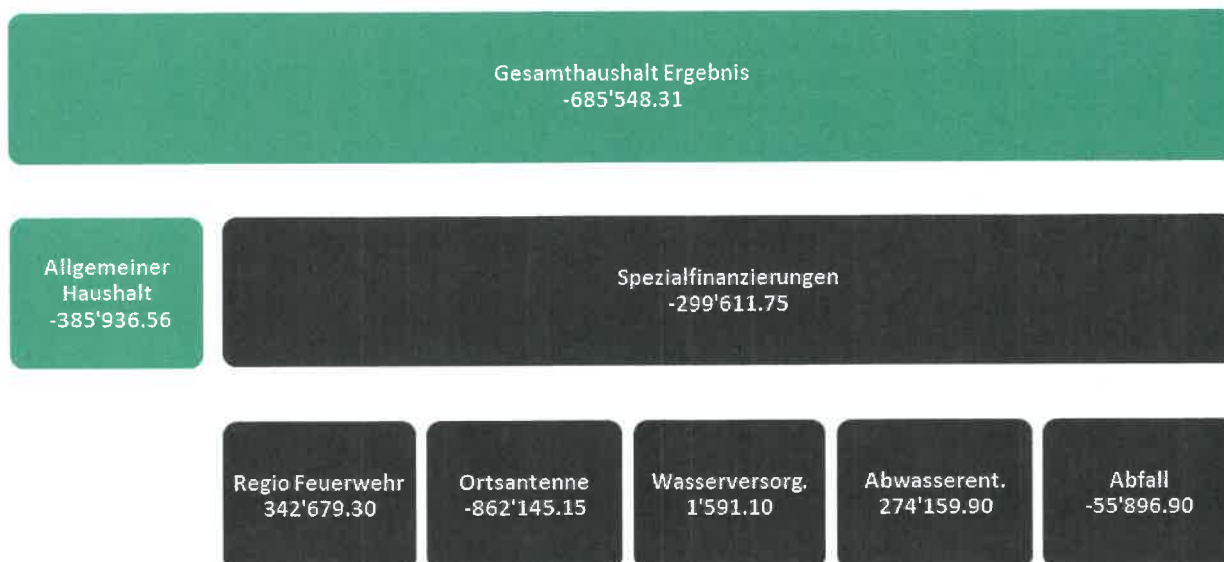 Gesamthaushalt Ergebnis
-685'548.31
Allgemeiner
Haushalt
-385'936.56
Spezialfinanzierungen
-299'611.75
Regio Feuerwehr
342'679.30
Ortsantenne
-862'145.15
Wasserversorg.
1'591.10
Abwasserent.
274'159.90
Abfall
-55'896.90